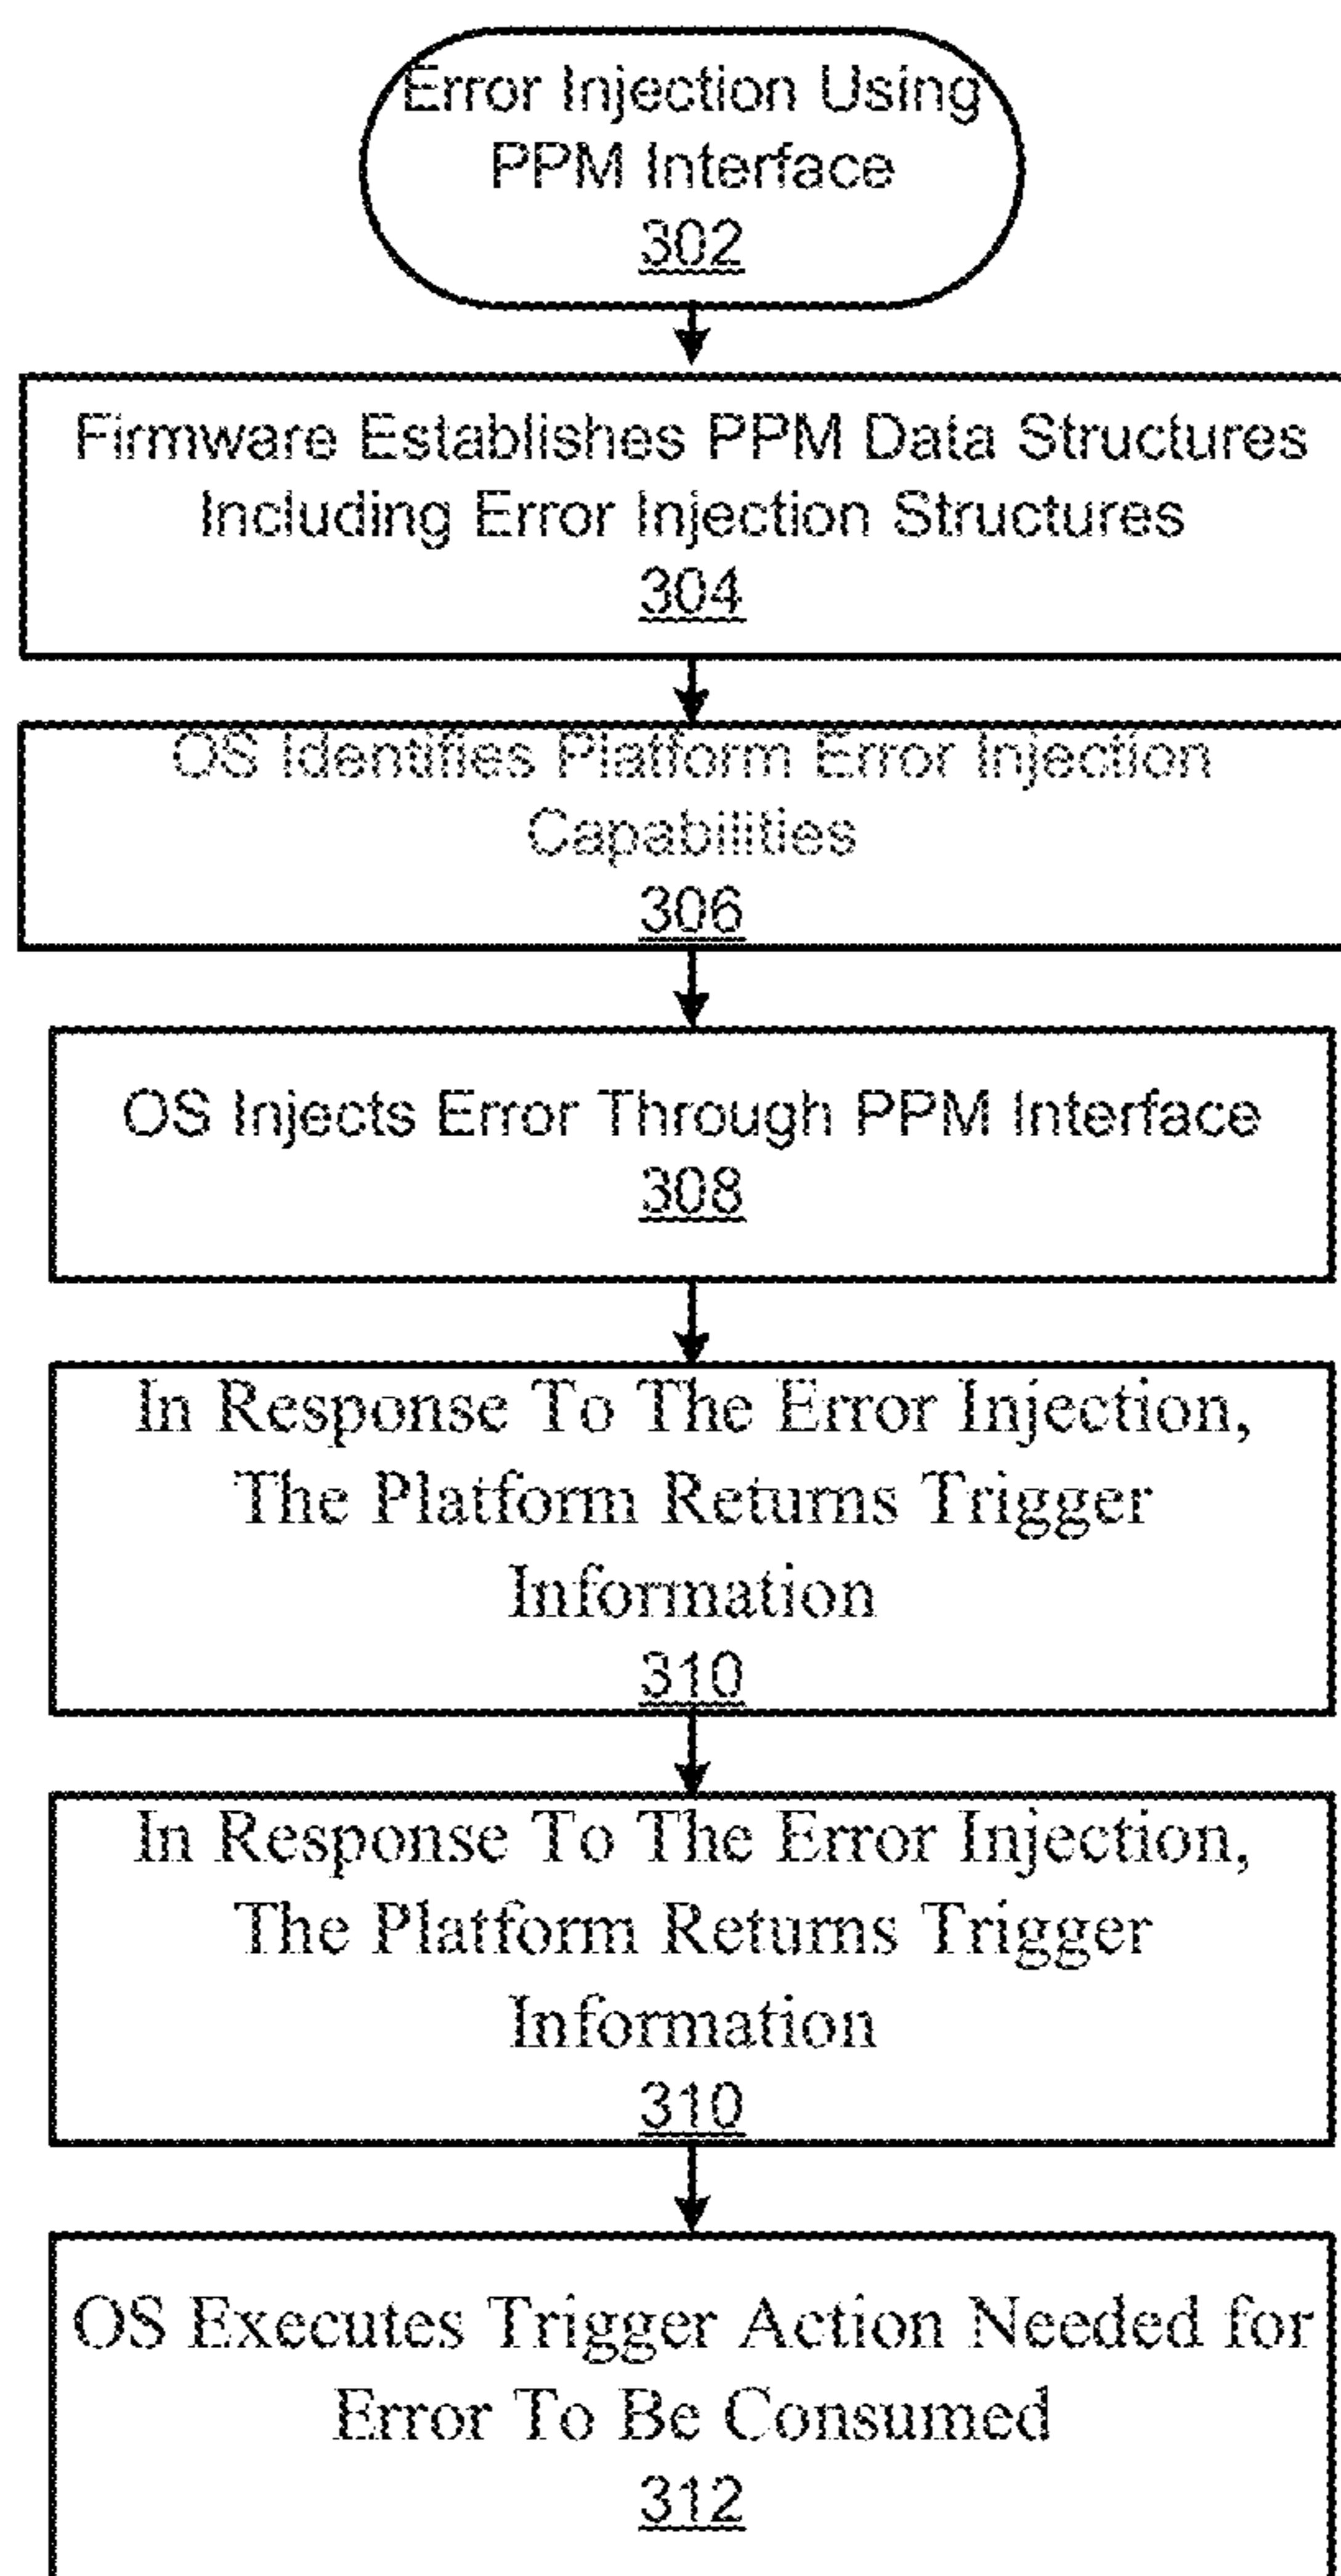 Error Injection Using
PPM Interface
302
Firmware Establishes PPM Data Structures
Including Error Injection Structures
304
OS Identifies Platform Error Injection
Capabilities
306
OS Injects Error Through PPM Interface
308
In Response To The Error Injection,
The Platform Returns Trigger
Information
310
In Response To The Error Injection,
The Platform Returns Trigger
Information
310
OS Executes Trigger Action Needed for
Error To Be Consumed
312